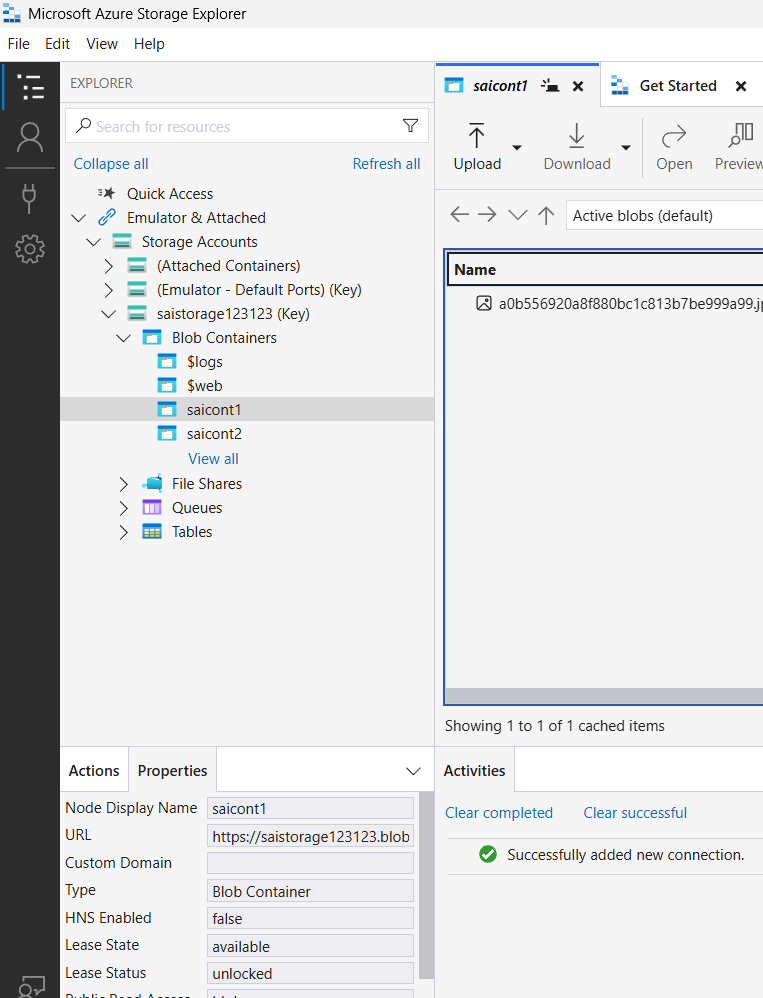 Microsoft Azure Storage Explorer
File Edit View Help
EXPLORER
Search for resources
Collapse all Refresh all
Quick Access
Emulator & Attached
Storage Accounts
(Attached Containers)
(Emulator - Default Ports) (Key)
saistorage123123 (Key)
Blob Containers
$logs
$web
saicont1
saicont2
View all
File Shares
Queues
Tables
Actions Properties
Node Display Name saicont1
URL https://saistorage123123.blob
Custom Domain
Type Blob Container
HNS Enabled false
Lease State available
Lease Status unlocked
saicont1 Get Started
Upload Download Open Preview
Active blobs (default)
Name
a0b556920a8f880bc1c813b7be999a99.jp
Showing 1 to 1 of 1 cached items
Activities
Clear completed Clear successful
Successfully added new connection.